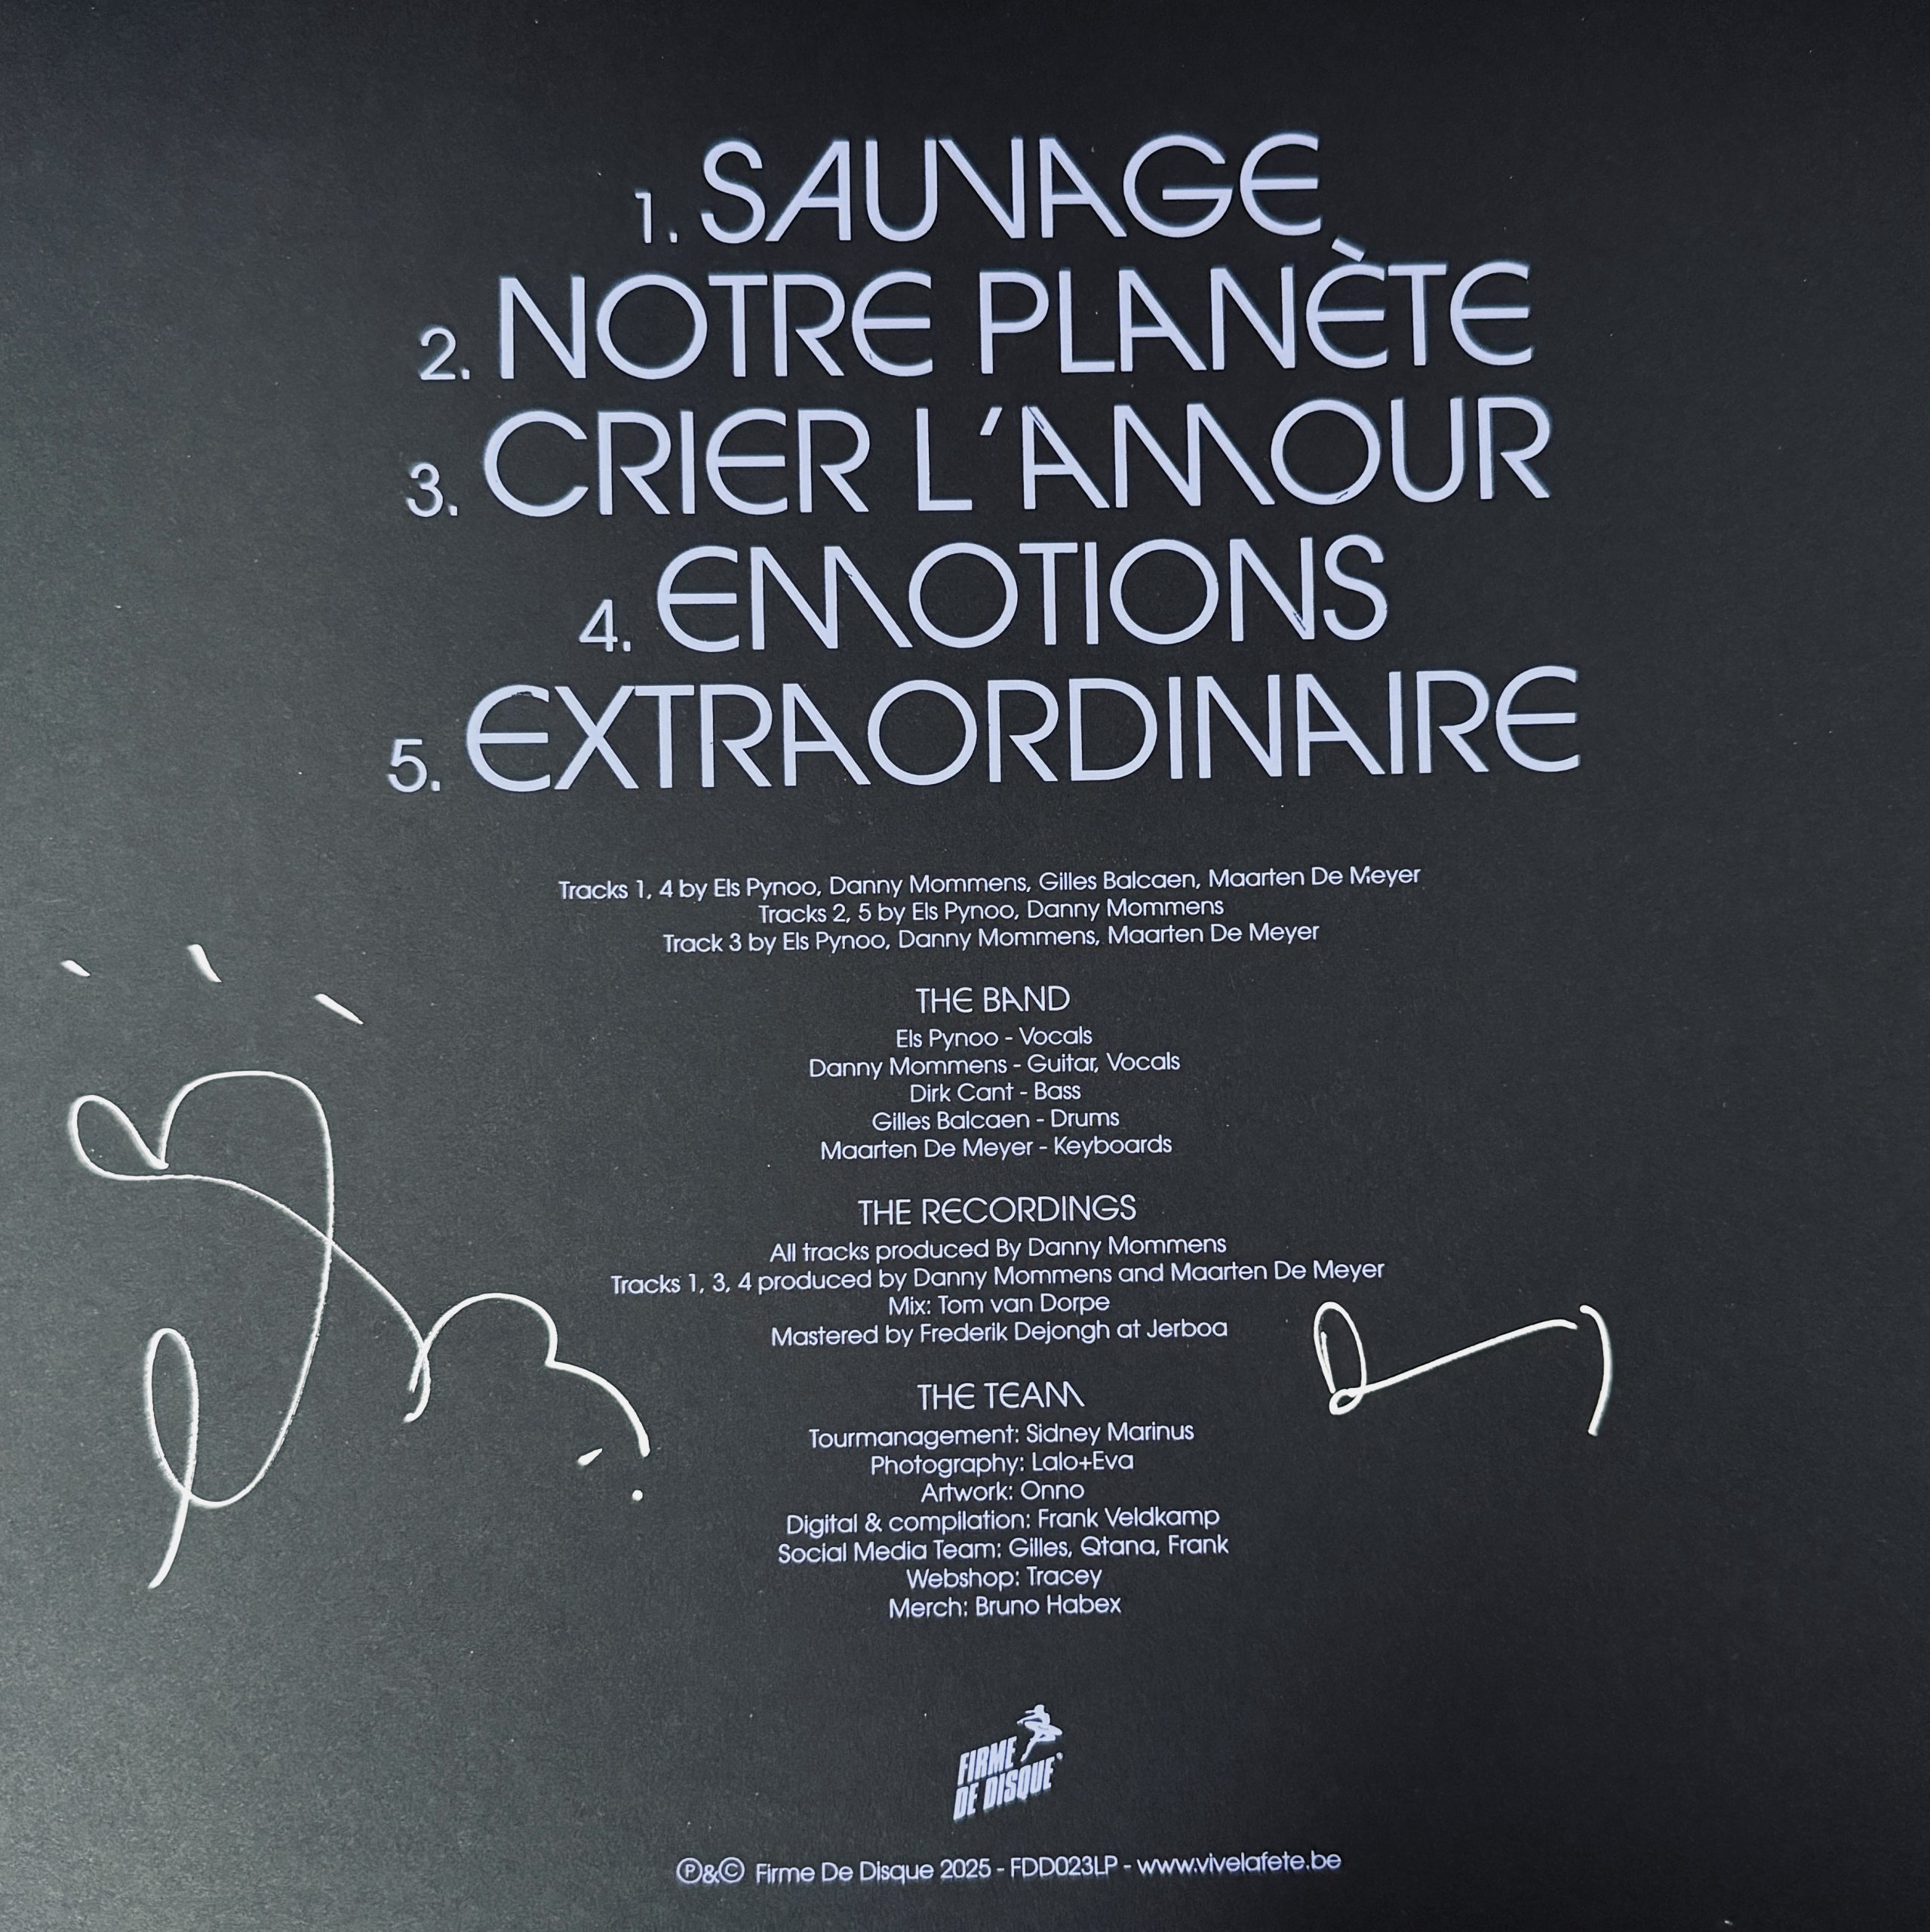 1. SAUVAGE
2. NOTRE PLANÈTE
3. CRIER L'AMOUR
4. EMOTIONS
5. EXTRAORDINAIRE
Tracks 1, 4 by Els Pynoo, Danny Mommens, Gilles Balcaen, Maarten De Meyer
Tracks 2, 5 by Els Pynoo, Danny Mommens
Track 3 by Els Pynoo, Danny Mommens, Maarten De Meyer
THE BAND
Els Pynoo - Vocals
Danny Mommens - Guitar, Vocals
Dirk Cant - Bass
Gilles Balcaen - Drums
Maarten De Meyer - Keyboards
THE RECORDINGS
All tracks produced By Danny Mommens
Tracks 1, 3, 4 produced by Danny Mommens and Maarten De Meyer
Mix: Tom van Dorpe
Mastered by Frederik Dejongh at Jerboa
THE TEAM
Tourmanagement: Sidney Marinus
Photography: Lalo+Eva
Artwork: Onno
Digital & compilation: Frank Veldkamp
Social Media Team: Gilles, Qtana, Frank
Webshop: Tracey
Merch: Bruno Habex
FIRME
DE DISQUE
℗&© Firme De Disque 2025 - FDD023LP - www.vivelafete.be